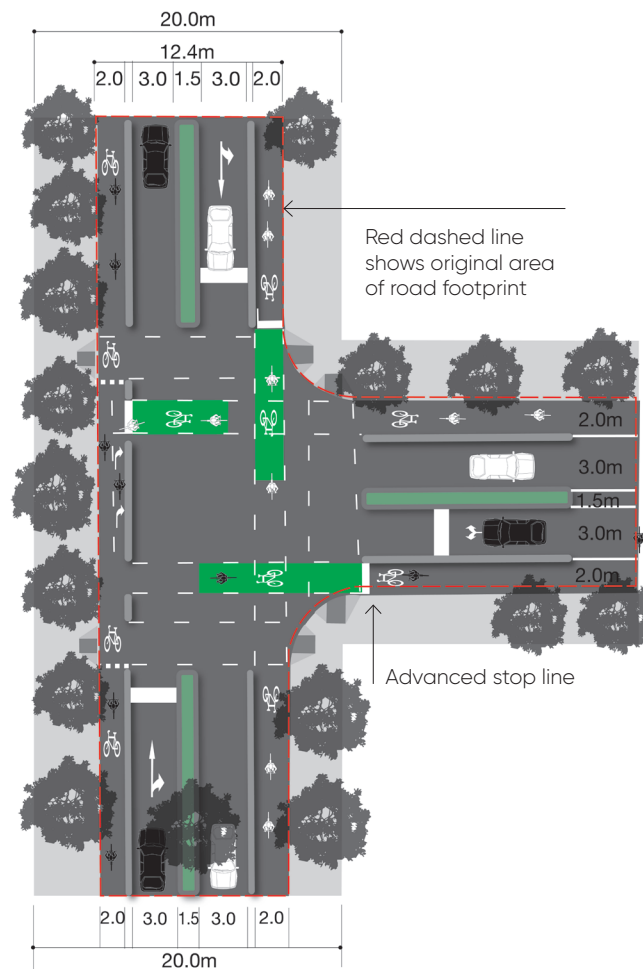 20.0m
12.4m
2.0 3.0 1.5 3.0 2.0
Red dashed line
shows original area
of road footprint
2.0m
3.0m
1.5m
3.0m
2.0m
Advanced stop line
2.0 3.0 1.5 3.0 2.0
20.0m